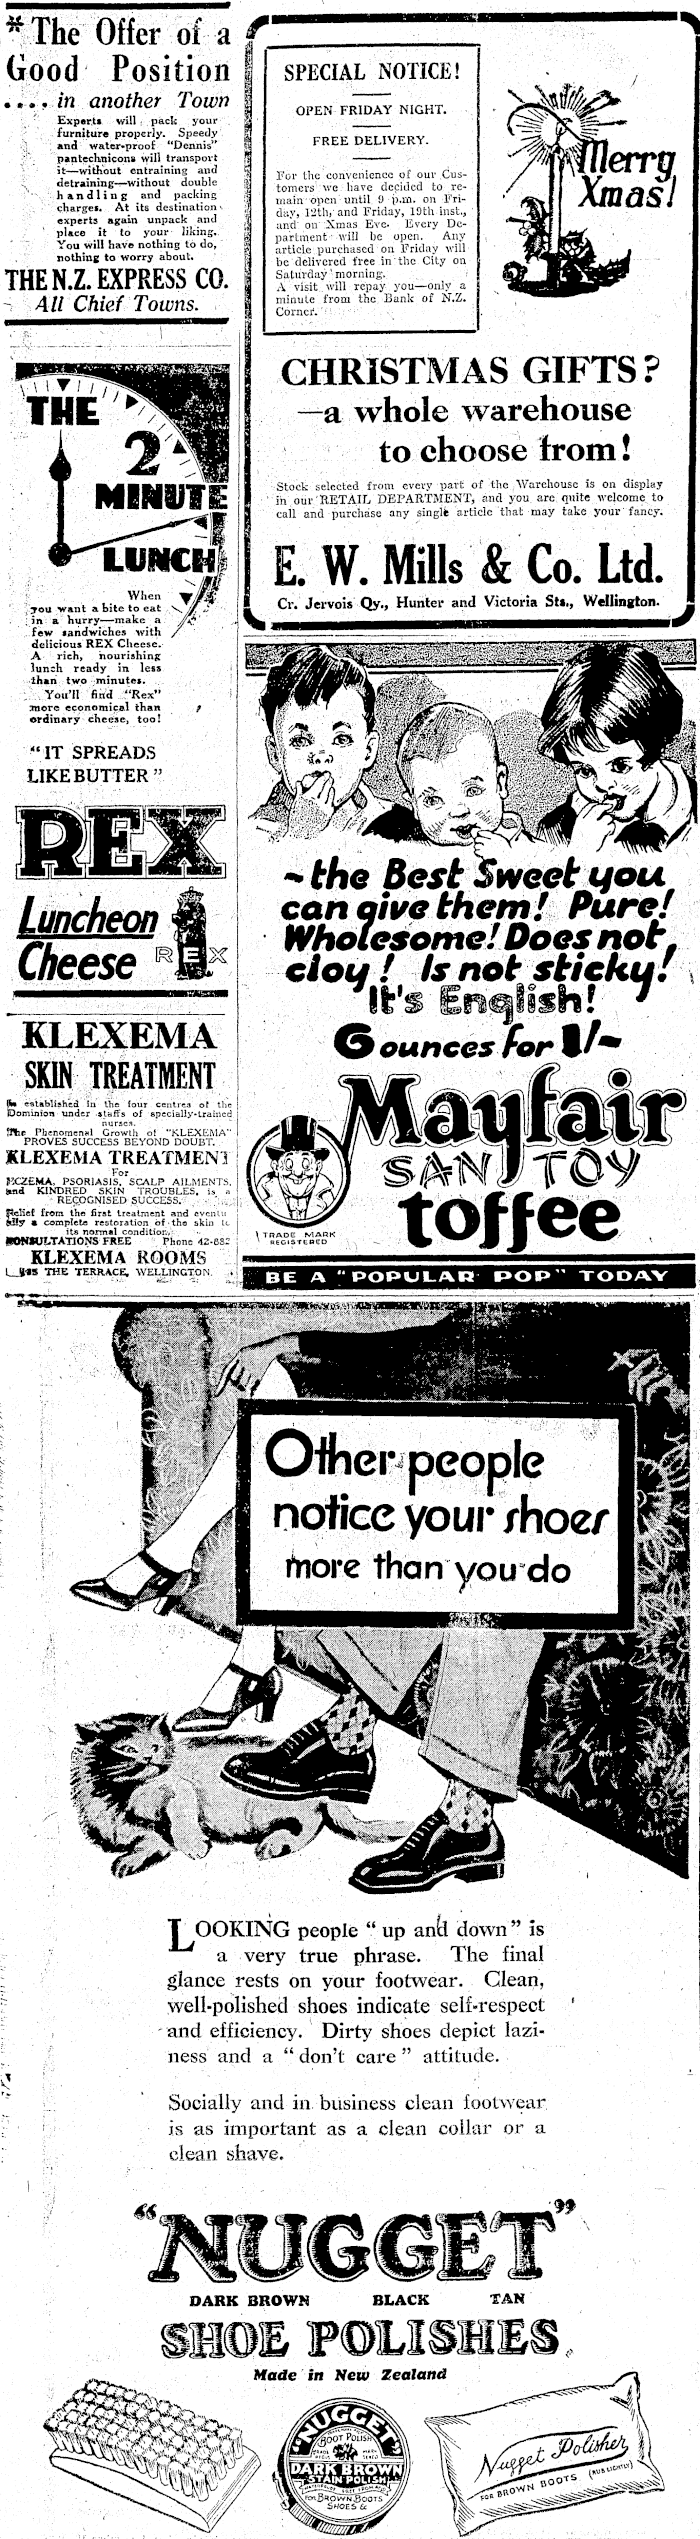 * The Offer of a
Good Position
.... in another Town
Experts will pack your
furniture properly. Speedy
and water-proof "Dennis"
pantechnicons will transport
it—without entraining and
detraining—without double
handling and packing
charges. At its destination
experts again unpack and
place it to your liking.
You will have nothing to do,
nothing to worry about.
THE N.Z. EXPRESS CO.
All Chief Towns.
THE
2
MINUTE
LUNCH
When
you want a bite to eat
in a hurry—make a
few sandwiches with
delicious REX Cheese.
A rich, nourishing
lunch ready in less
than two minutes.
You'll find "Rex"
more economical than
ordinary cheese, too!
"IT SPREADS
LIKE BUTTER"
REX
Luncheon
Cheese
REX
KLEXEMA
SKIN TREATMENT
Is established in the four centres of the
Dominion under staffs of specially-trained
nurses.
The Phenomenal Growth of "KLEXEMA"
PROVES SUCCESS BEYOND DOUBT.
KLEXEMA TREATMENT
For
ECZEMA, PSORIASIS, SCALP AILMENTS,
and KINDRED SKIN TROUBLES, is a
RECOGNISED SUCCESS.
Relief from the first treatment and eventu
ally a complete restoration of the skin to
its normal condition.
CONSULTATIONS FREE Phone 42-682
KLEXEMA ROOMS
THE TERRACE, WELLINGTON.
SPECIAL NOTICE!
OPEN FRIDAY NIGHT.
FREE DELIVERY.
For the convenience of our Cus-
tomers we have decided to re-
main open until 9 p.m. on Fri-
day, 12th, and Friday, 19th inst.,
and on Xmas Eve. Every De-
partment will be open. Any
article purchased on Friday will
be delivered free in the City on
Saturday morning.
A visit will repay you—only a
minute from the Bank of N.Z.
Corner.
Merry
Xmas!
CHRISTMAS GIFTS?
—a whole warehouse
to choose from!
Stock selected from every part of the Warehouse is on display
in our RETAIL DEPARTMENT, and you are quite welcome to
call and purchase any single article that may take your fancy.
E. W. Mills & Co. Ltd.
Cr. Jervois Qy., Hunter and Victoria Sts., Wellington.
~the Best Sweet you
can give them! Pure!
Wholesome! Does not
cloy! Is not sticky!
It's English!
6 ounces for 1/~
Mayfair
SAN TOY
toffee
TRADE MARK
REGISTERED
BE A "POPULAR POP" TODAY
Other people
notice your shoes
more than you do
LOOKING people "up and down" is
a very true phrase. The final
glance rests on your footwear. Clean,
well-polished shoes indicate self-respect
and efficiency. Dirty shoes depict lazi-
ness and a "don't care" attitude.
Socially and in business clean footwear
is as important as a clean collar or a
clean shave.
"NUGGET"
DARK BROWN BLACK TAN
SHOE POLISHES
Made in New Zealand
"NUGGET"
BOOT POLISH
TRADE MARK
DARK BROWN
STAIN POLISH
FOR BROWN BOOTS
SHOES &
Nugget Polisher
FOR BROWN BOOTS (RUB LIGHTLY)